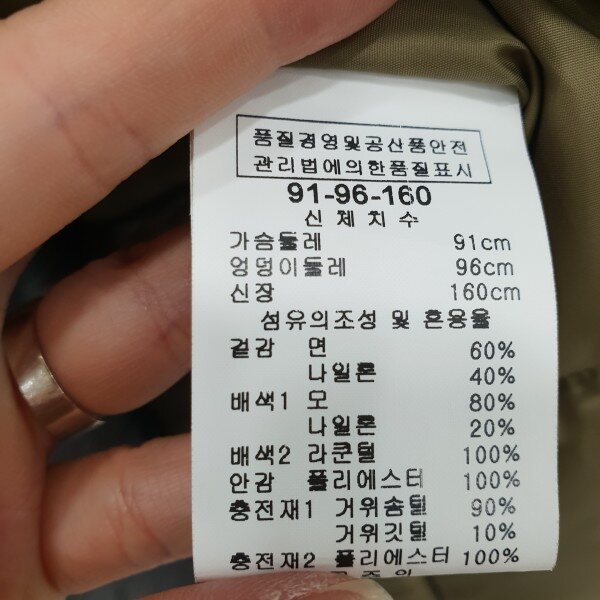 품질경영및공산품안전
관리법에의한품질표시
91-96-160
신체치수
가슴둘레 91cm
엉덩이둘레 96cm
신장 160cm
섬유의조성 및 혼용율
겉감 면 60%
나일론 40%
배색1 모 80%
나일론 20%
배색2 라쿤털 100%
안감 폴리에스터 100%
충전재1 거위솜털 90%
거위깃털 10%
충전재2 폴리에스터 100%